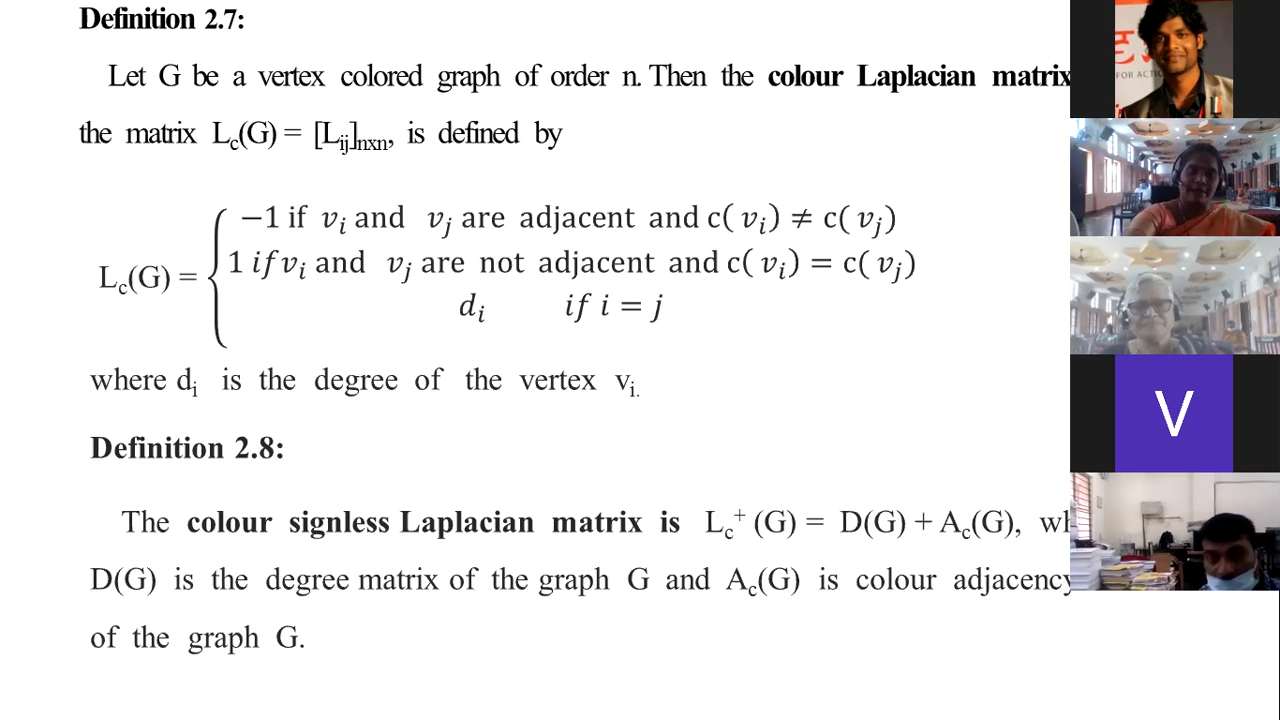 Definition 2.7:
Let G be a vertex colored graph of order n. Then the colour Laplacian matrix
the matrix L_c(G) = [L_ij]_nxn, is defined by
−1 if v_i and v_j are adjacent and c( v_i) ≠ c( v_j)
L_c(G) = { 1 if v_i and v_j are not adjacent and c( v_i) = c( v_j)
d_i if i = j
where d_i is the degree of the vertex v_i.
Definition 2.8:
The colour signless Laplacian matrix is L_c^+ (G) = D(G) + A_c(G),
D(G) is the degree matrix of the graph G and A_c(G) is colour adjacency
of the graph G.
FOR ACTIO
V